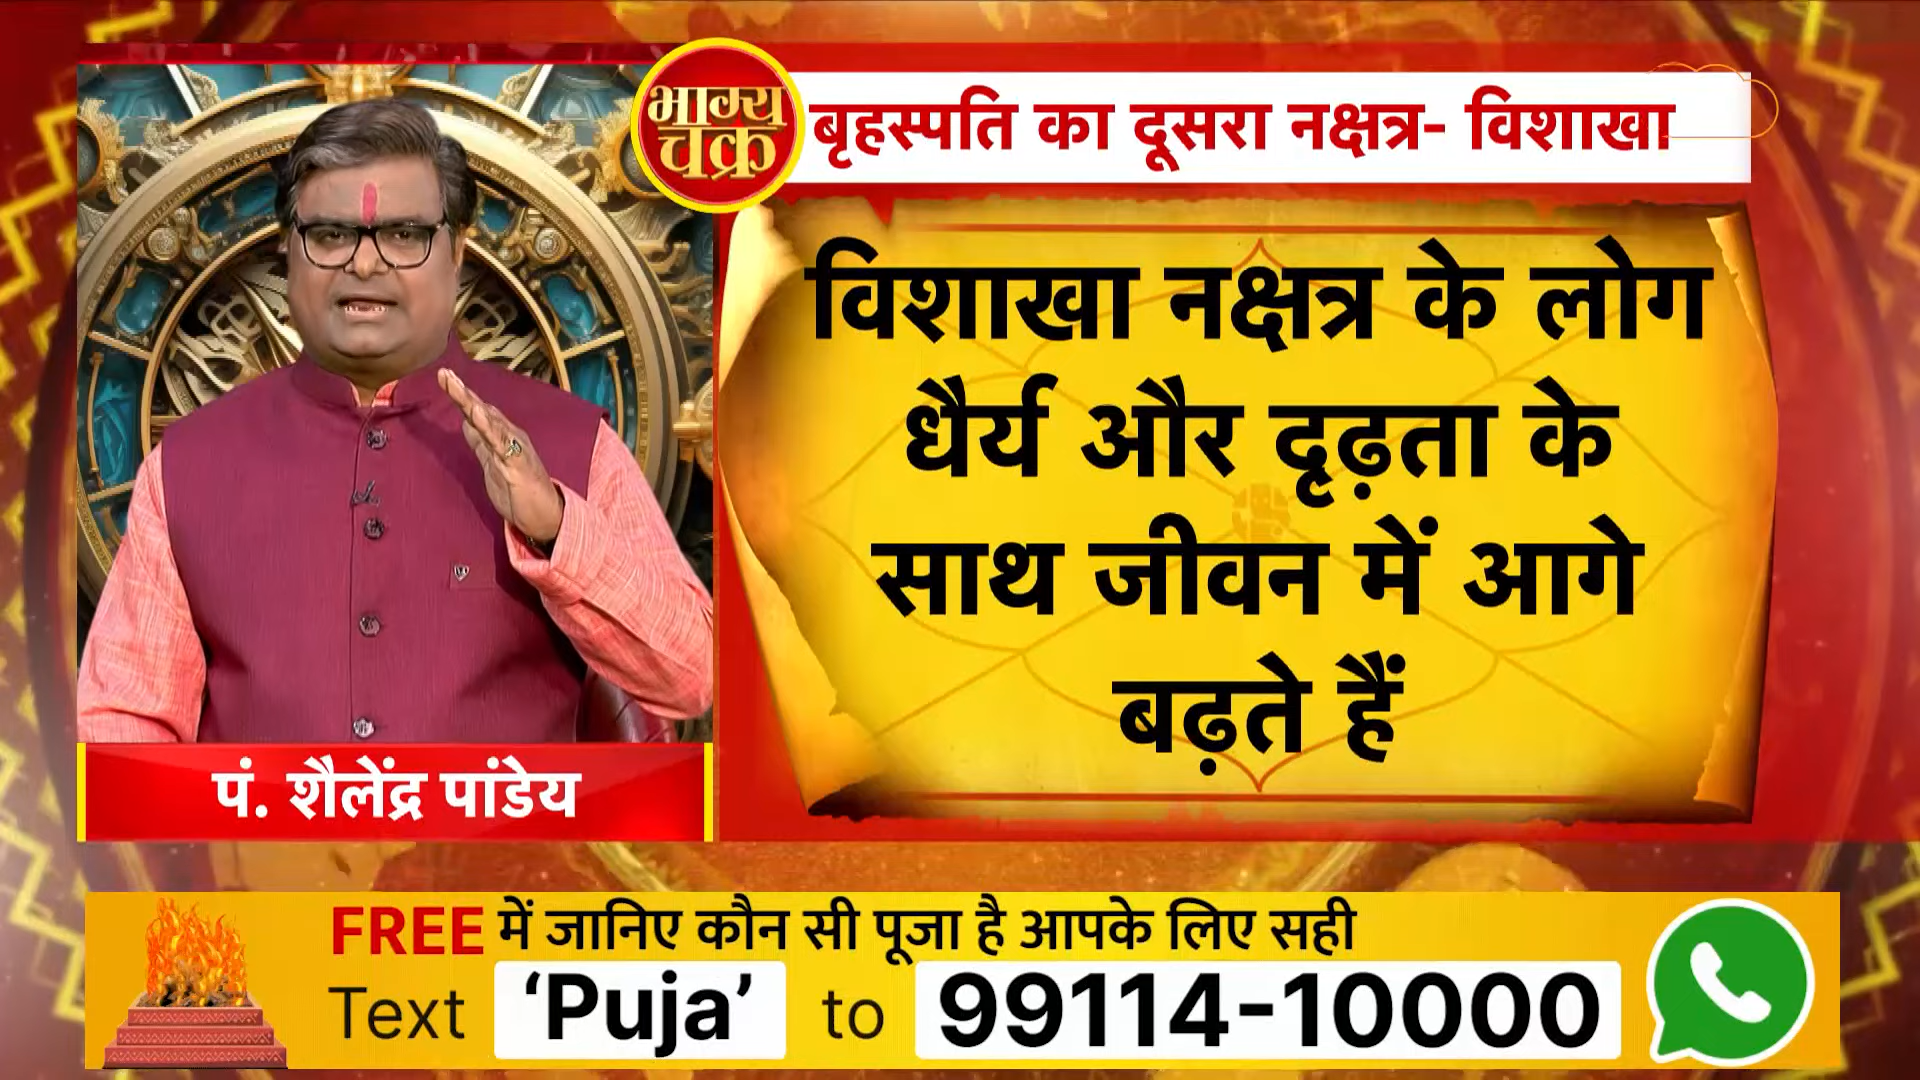 भाग्य
चक्र
बृहस्पति का दूसरा नक्षत्र- विशाखा
विशाखा नक्षत्र के लोग
धैर्य और दृढ़ता के
साथ जीवन में आगे
बढ़ते हैं
पं. शैलेंद्र पांडेय
FREE में जानिए कौन सी पूजा है आपके लिए सही
Text ‘Puja’ to 99114-10000